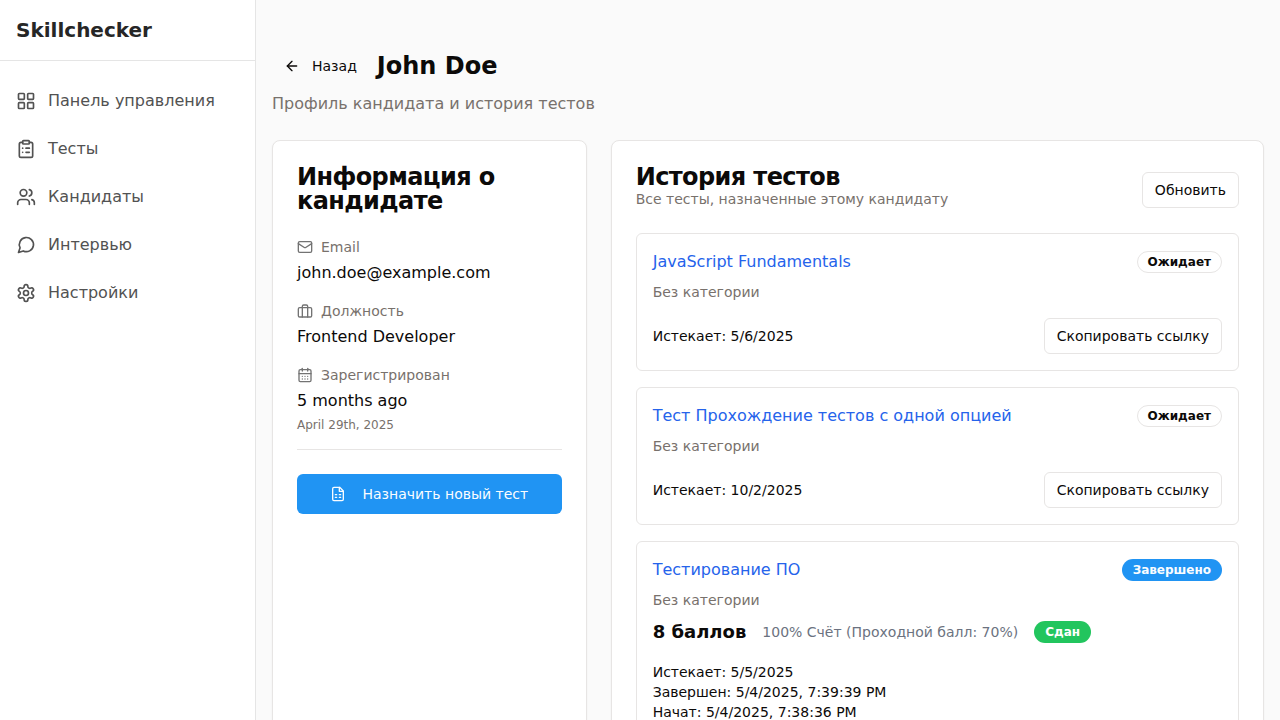 Skillchecker
Панель управления
Тесты
Кандидаты
Интервью
Настройки
Назад
John Doe
Профиль кандидата и история тестов
Информация о
кандидате
Email
john.doe@example.com
Должность
Frontend Developer
Зарегистрирован
5 months ago
April 29th, 2025
Назначить новый тест
История тестов
Все тесты, назначенные этому кандидату
Обновить
JavaScript Fundamentals
Ожидает
Без категории
Истекает: 5/6/2025
Скопировать ссылку
Тест Прохождение тестов с одной опцией
Ожидает
Без категории
Истекает: 10/2/2025
Скопировать ссылку
Тестирование ПО
Завершено
Без категории
8 баллов
100% Счёт (Проходной балл: 70%)
Сдан
Истекает: 5/5/2025
Завершен: 5/4/2025, 7:39:39 PM
Начат: 5/4/2025, 7:38:36 PM